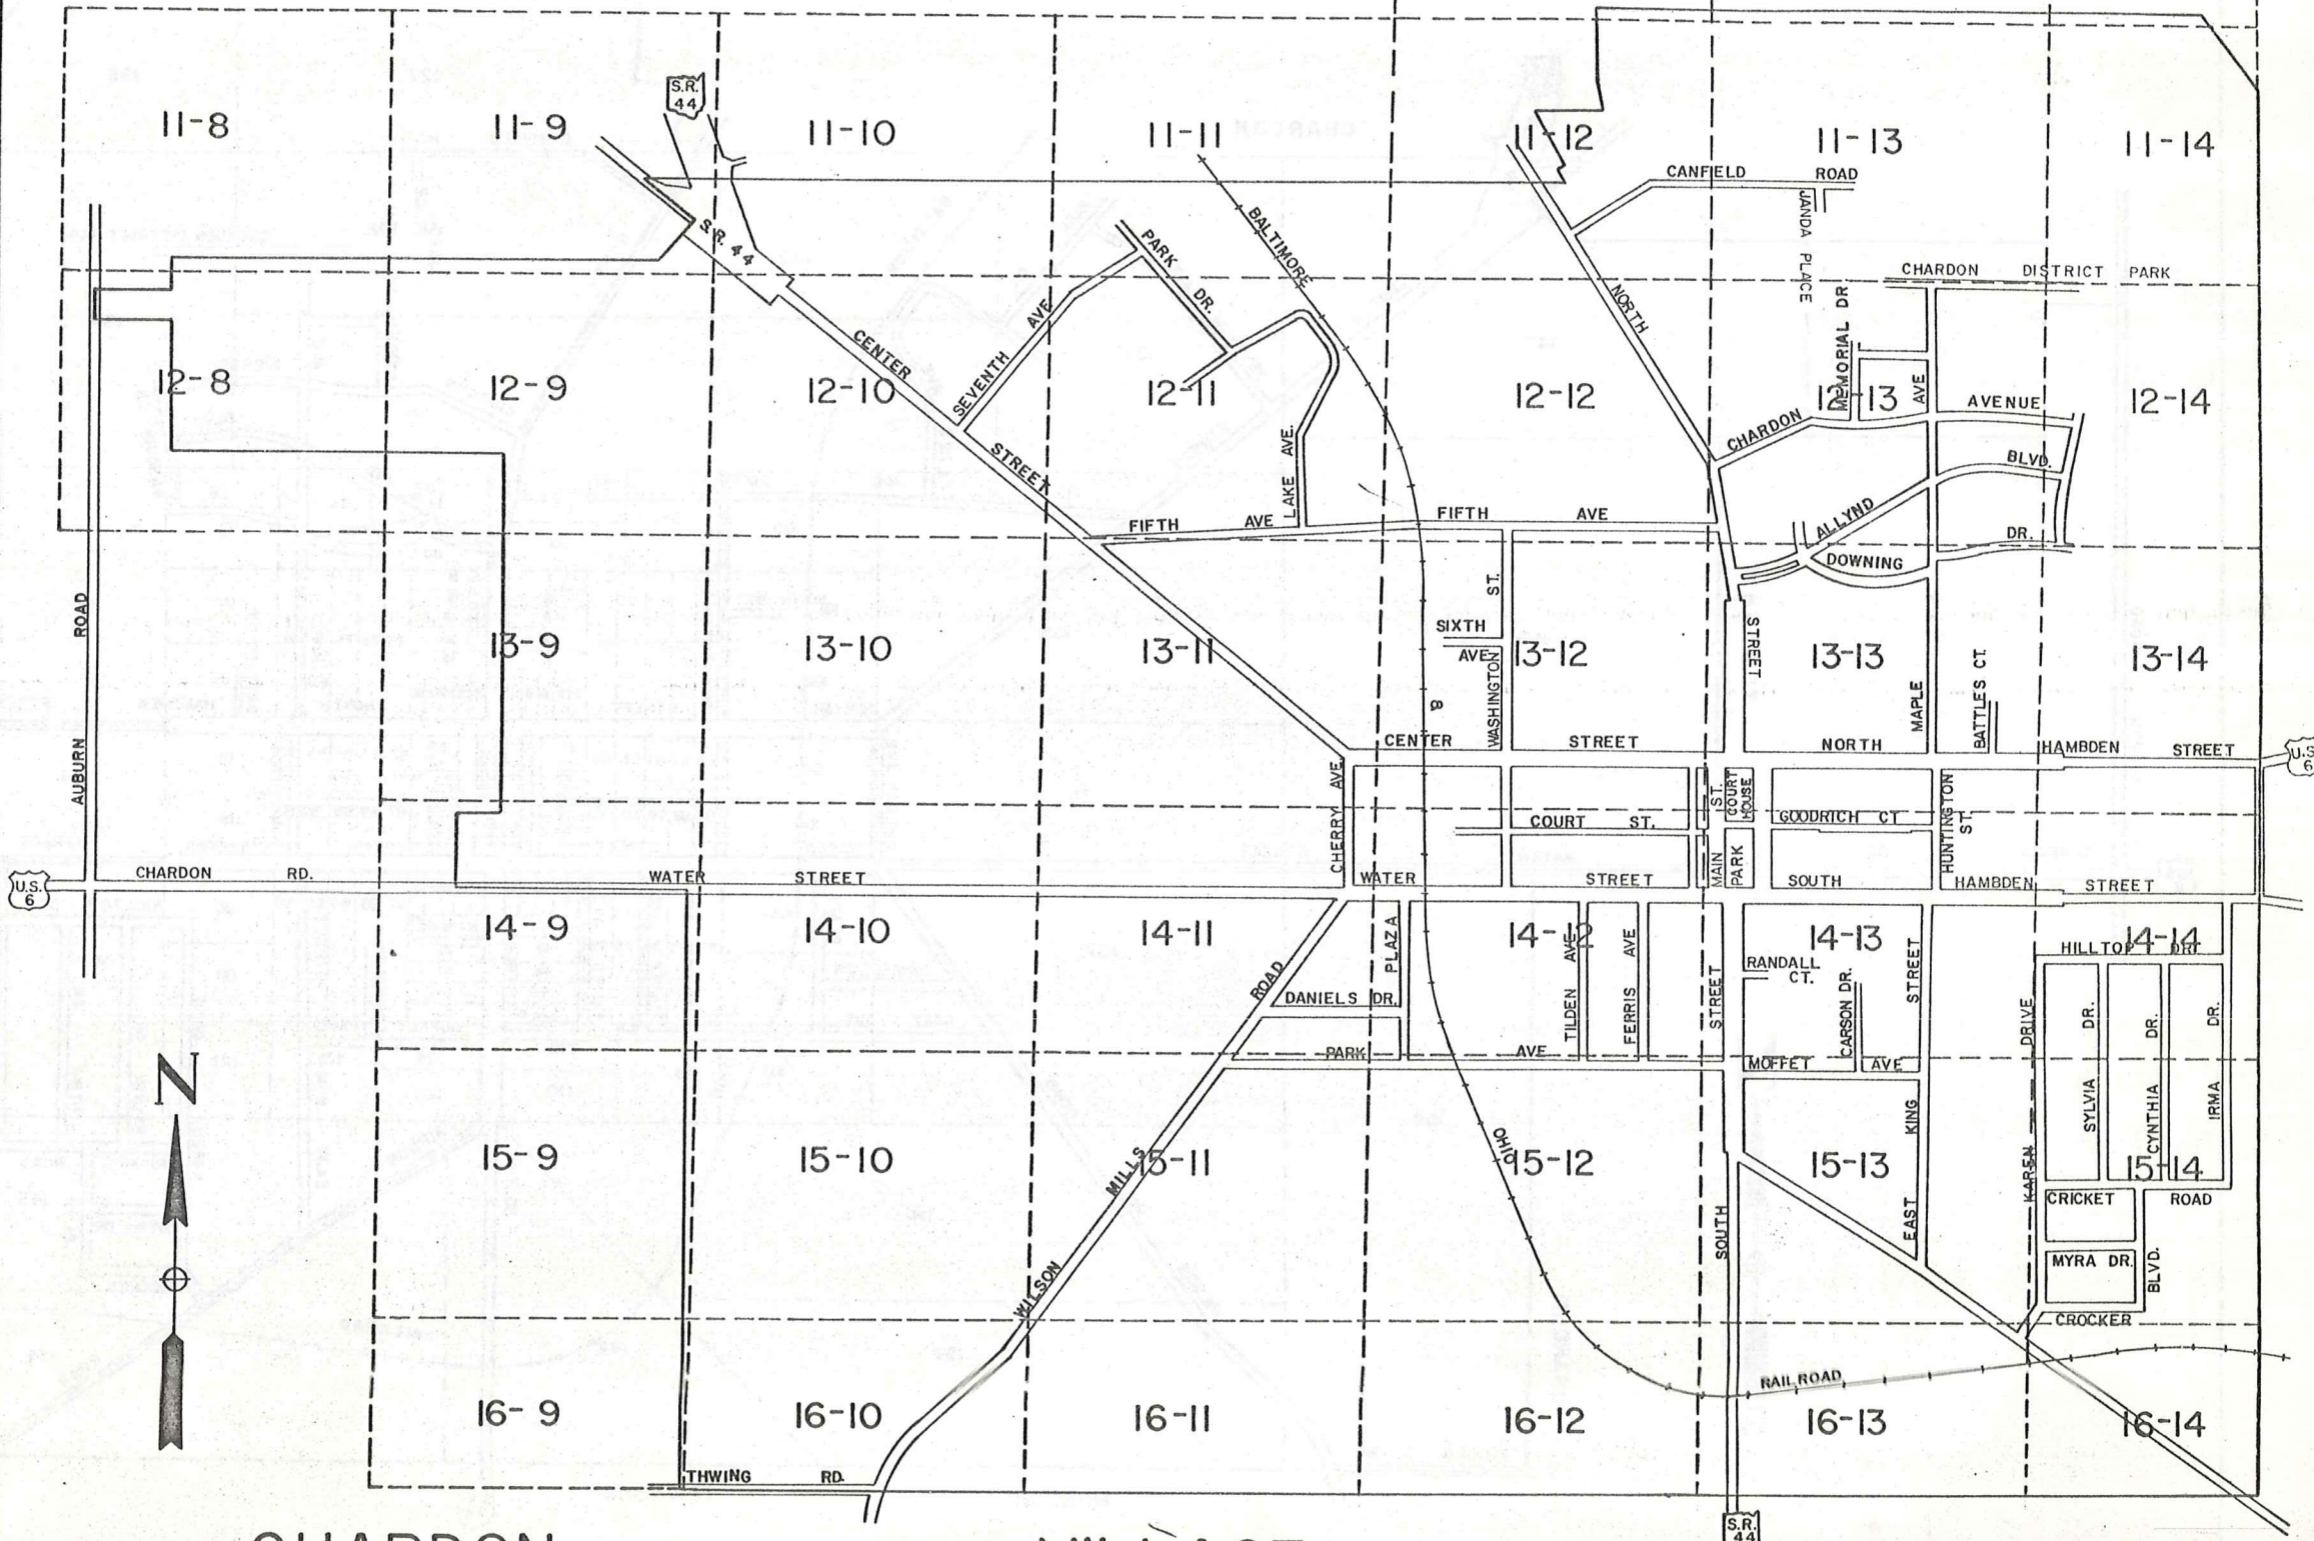 S.R.
44
11-8
11-9
11-10
11-11
11-12
11-13
11-14
CANFIELD ROAD
JANDA PLACE
S.R. 44
PARK DR.
BALTIMORE
NORTH
CHARDON DISTRICT PARK
MEMORIAL DR
CENTER
SEVENTH AVE.
12-8
12-9
12-10
12-11
12-12
12-13
12-14
AVE
AVENUE
CHARDON
STREET
LAKE AVE.
BLVD.
ALLYND
FIFTH AVE
FIFTH AVE
DR.
DOWNING
ROAD
AUBURN
ST.
SIXTH
AVE
WASHINGTON
STREET
13-9
13-10
13-11
13-12
13-13
13-14
&
MAPLE
BATTLES CT.
CENTER STREET
NORTH
HAMBDEN STREET
U.S.
6
CHERRY AVE.
ST.
COURT
HOUSE
HUNTINGTON
ST.
COURT ST.
GOODRICH CT
MAIN
PARK
U.S.
6
CHARDON RD.
WATER STREET
WATER STREET
SOUTH
HAMBDEN STREET
14-9
14-10
14-11
14-12
14-13
14-14
PLAZA
HILLTOP DR.
RANDALL
CT.
ROAD
DANIELS DR.
TILDEN AVE
FERRIS AVE
STREET
CARSON DR.
STREET
DRIVE
SYLVIA DR.
CYNTHIA DR.
IRMA DR.
N
PARK AVE
MOFFET AVE
KING
EAST
KAREN
OHIO
MILLS
15-9
15-10
15-11
15-12
15-13
15-14
CRICKET ROAD
SOUTH
MYRA DR.
BLVD.
WILSON
CROCKER
RAILROAD
16-9
16-10
16-11
16-12
16-13
16-14
THWING RD.
S.R.
44
CHARDON VILLAGE